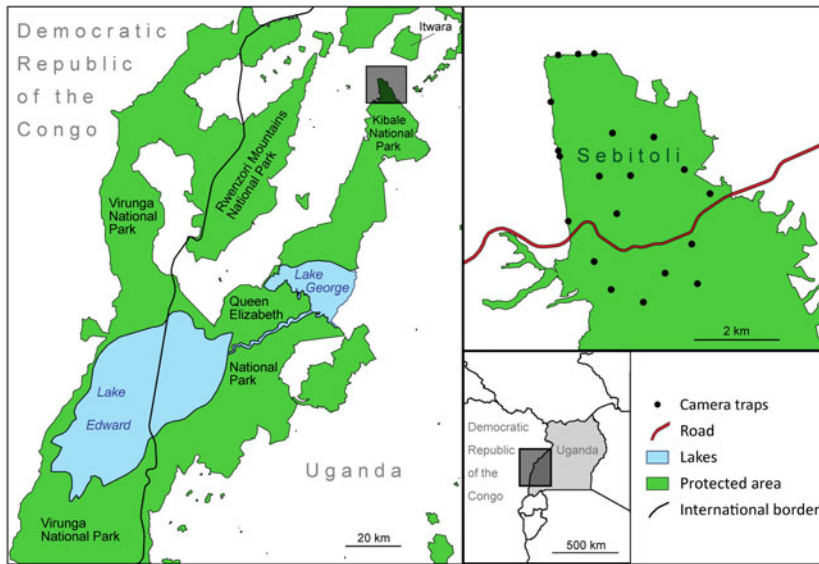 Democratic
Republic
of the
Congo
Itwara
Kibale
National
Park
Rwenzori Mountains
National Park
Virunga
National
Park
Lake
George
Queen
Elizabeth
National
Park
Lake
Edward
Uganda
Virunga
National Park
20 km
Sebitoli
2 km
Democratic
Republic
of the
Congo
Uganda
500 km
Camera traps
Road
Lakes
Protected area
International border